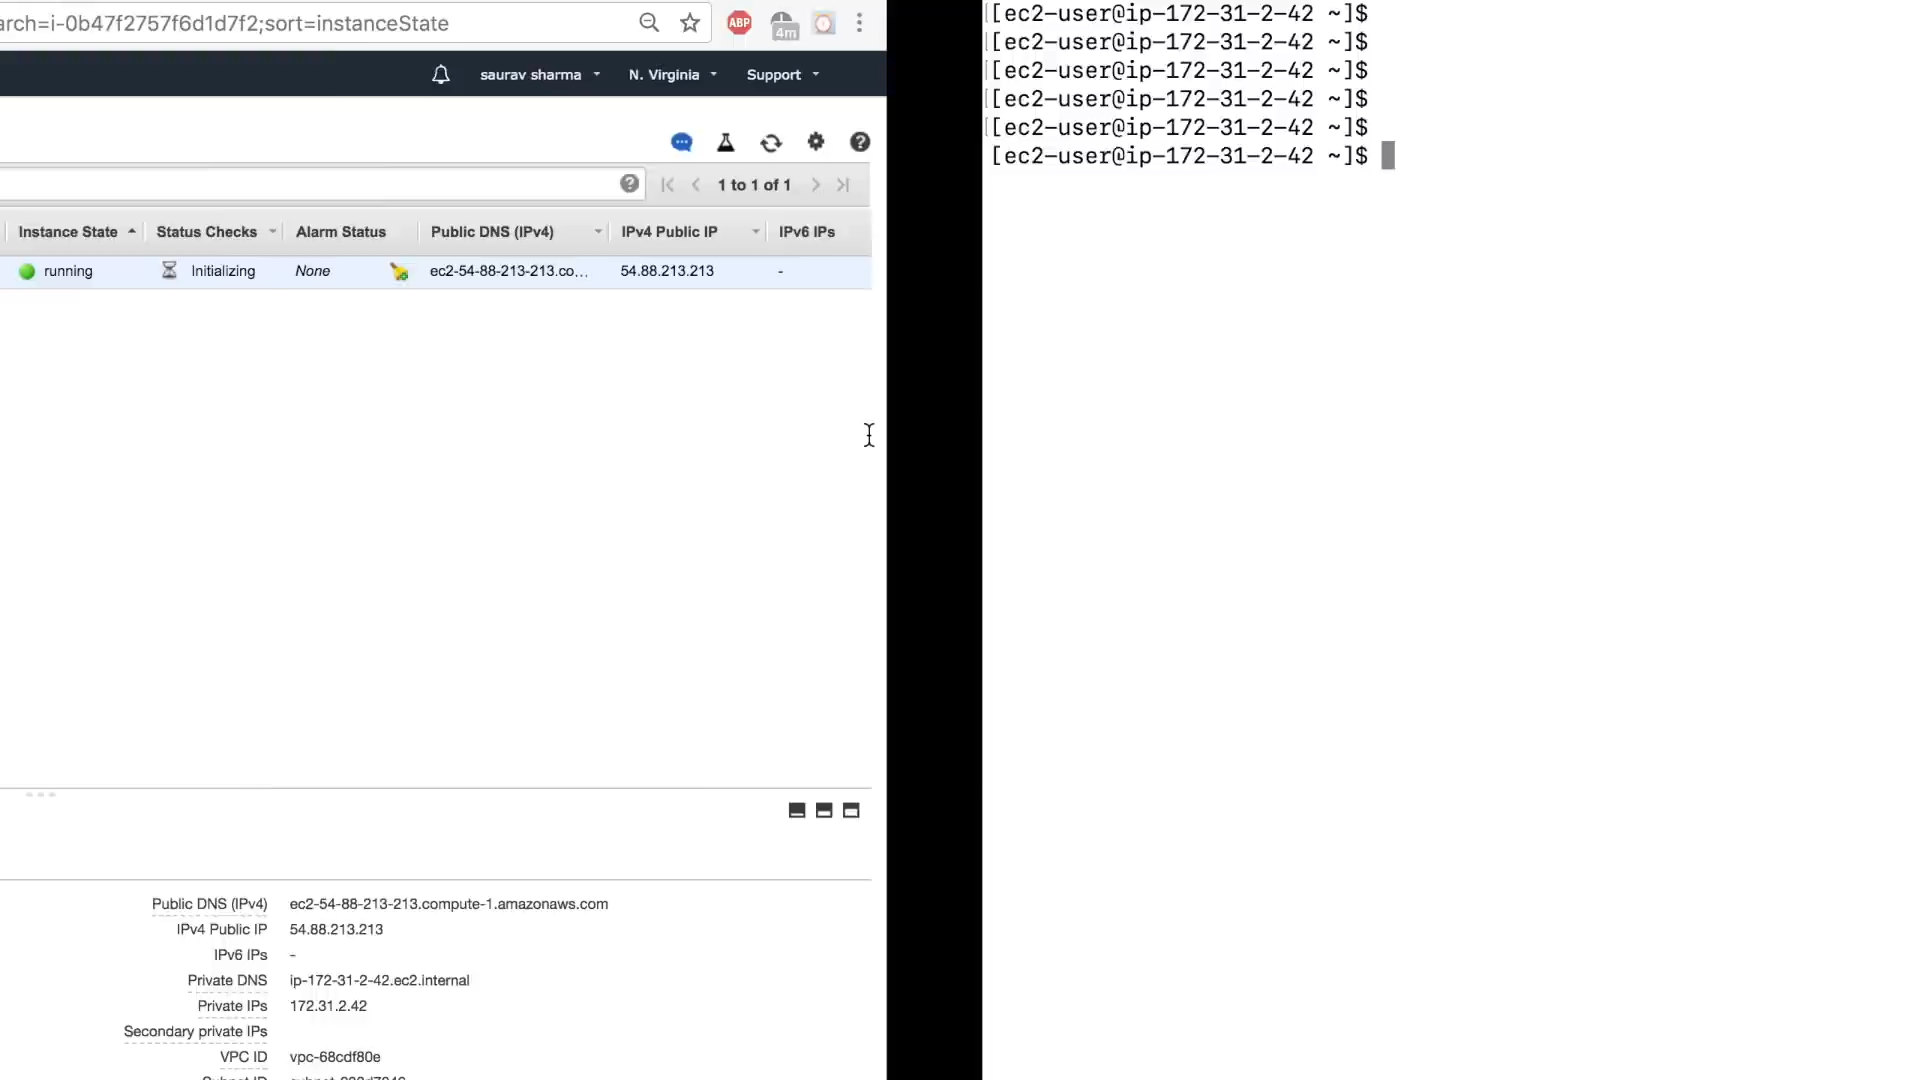 arch=i-0b47f2757f6d1d7f2;sort=instanceState
ABP
4m
saurav sharma
N. Virginia
Support
1 to 1 of 1
Instance State
Status Checks
Alarm Status
Public DNS (IPv4)
IPv4 Public IP
IPv6 IPs
running
Initializing
None
ec2-54-88-213-213.co...
54.88.213.213
-
Public DNS (IPv4) ec2-54-88-213-213.compute-1.amazonaws.com
IPv4 Public IP 54.88.213.213
IPv6 IPs -
Private DNS ip-172-31-2-42.ec2.internal
Private IPs 172.31.2.42
Secondary private IPs
VPC ID vpc-68cdf80e
[ec2-user@ip-172-31-2-42 ~]$
[ec2-user@ip-172-31-2-42 ~]$
[ec2-user@ip-172-31-2-42 ~]$
[ec2-user@ip-172-31-2-42 ~]$
[ec2-user@ip-172-31-2-42 ~]$
[ec2-user@ip-172-31-2-42 ~]$